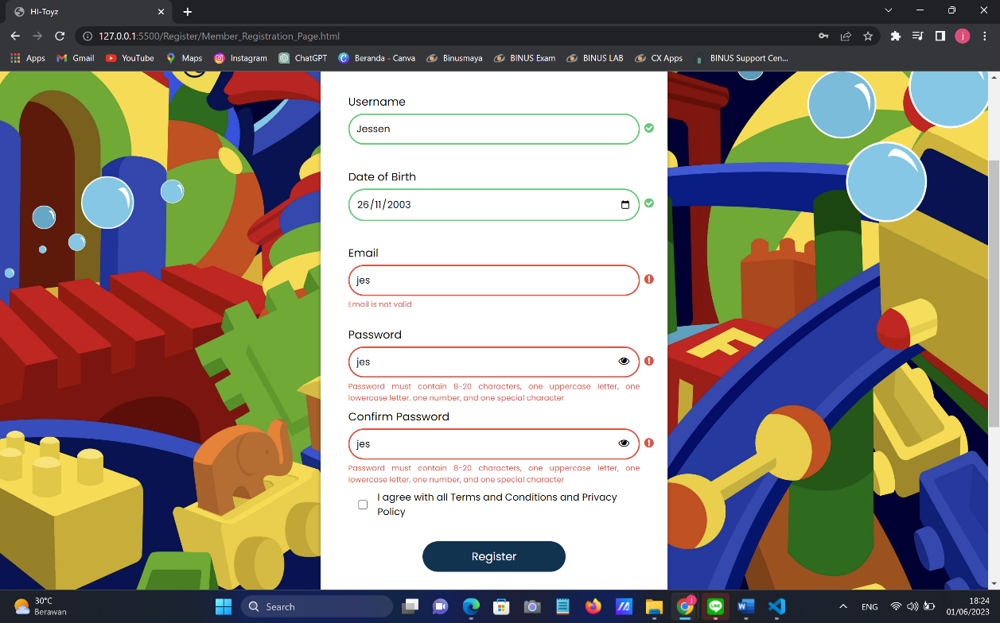 HI-Toyz
127.0.0.1:5500/Register/Member_Registration_Page.html
j
Apps Gmail YouTube Maps Instagram ChatGPT Beranda - Canva Binusmaya BINUS Exam BINUS LAB CX Apps BINUS Support Cen...
Username
Jessen
Date of Birth
26/11/2003
Email
jes
Email is not valid
Password
jes
Password must contain 8-20 characters, one uppercase letter, one
lowercase letter, one number, and one special character
Confirm Password
jes
Password must contain 8-20 characters, one uppercase letter, one
lowercase letter, one number, and one special character
I agree with all Terms and Conditions and Privacy
Policy
Register
F
30°C
Berawan
Search
ENG
18:24
01/06/2023